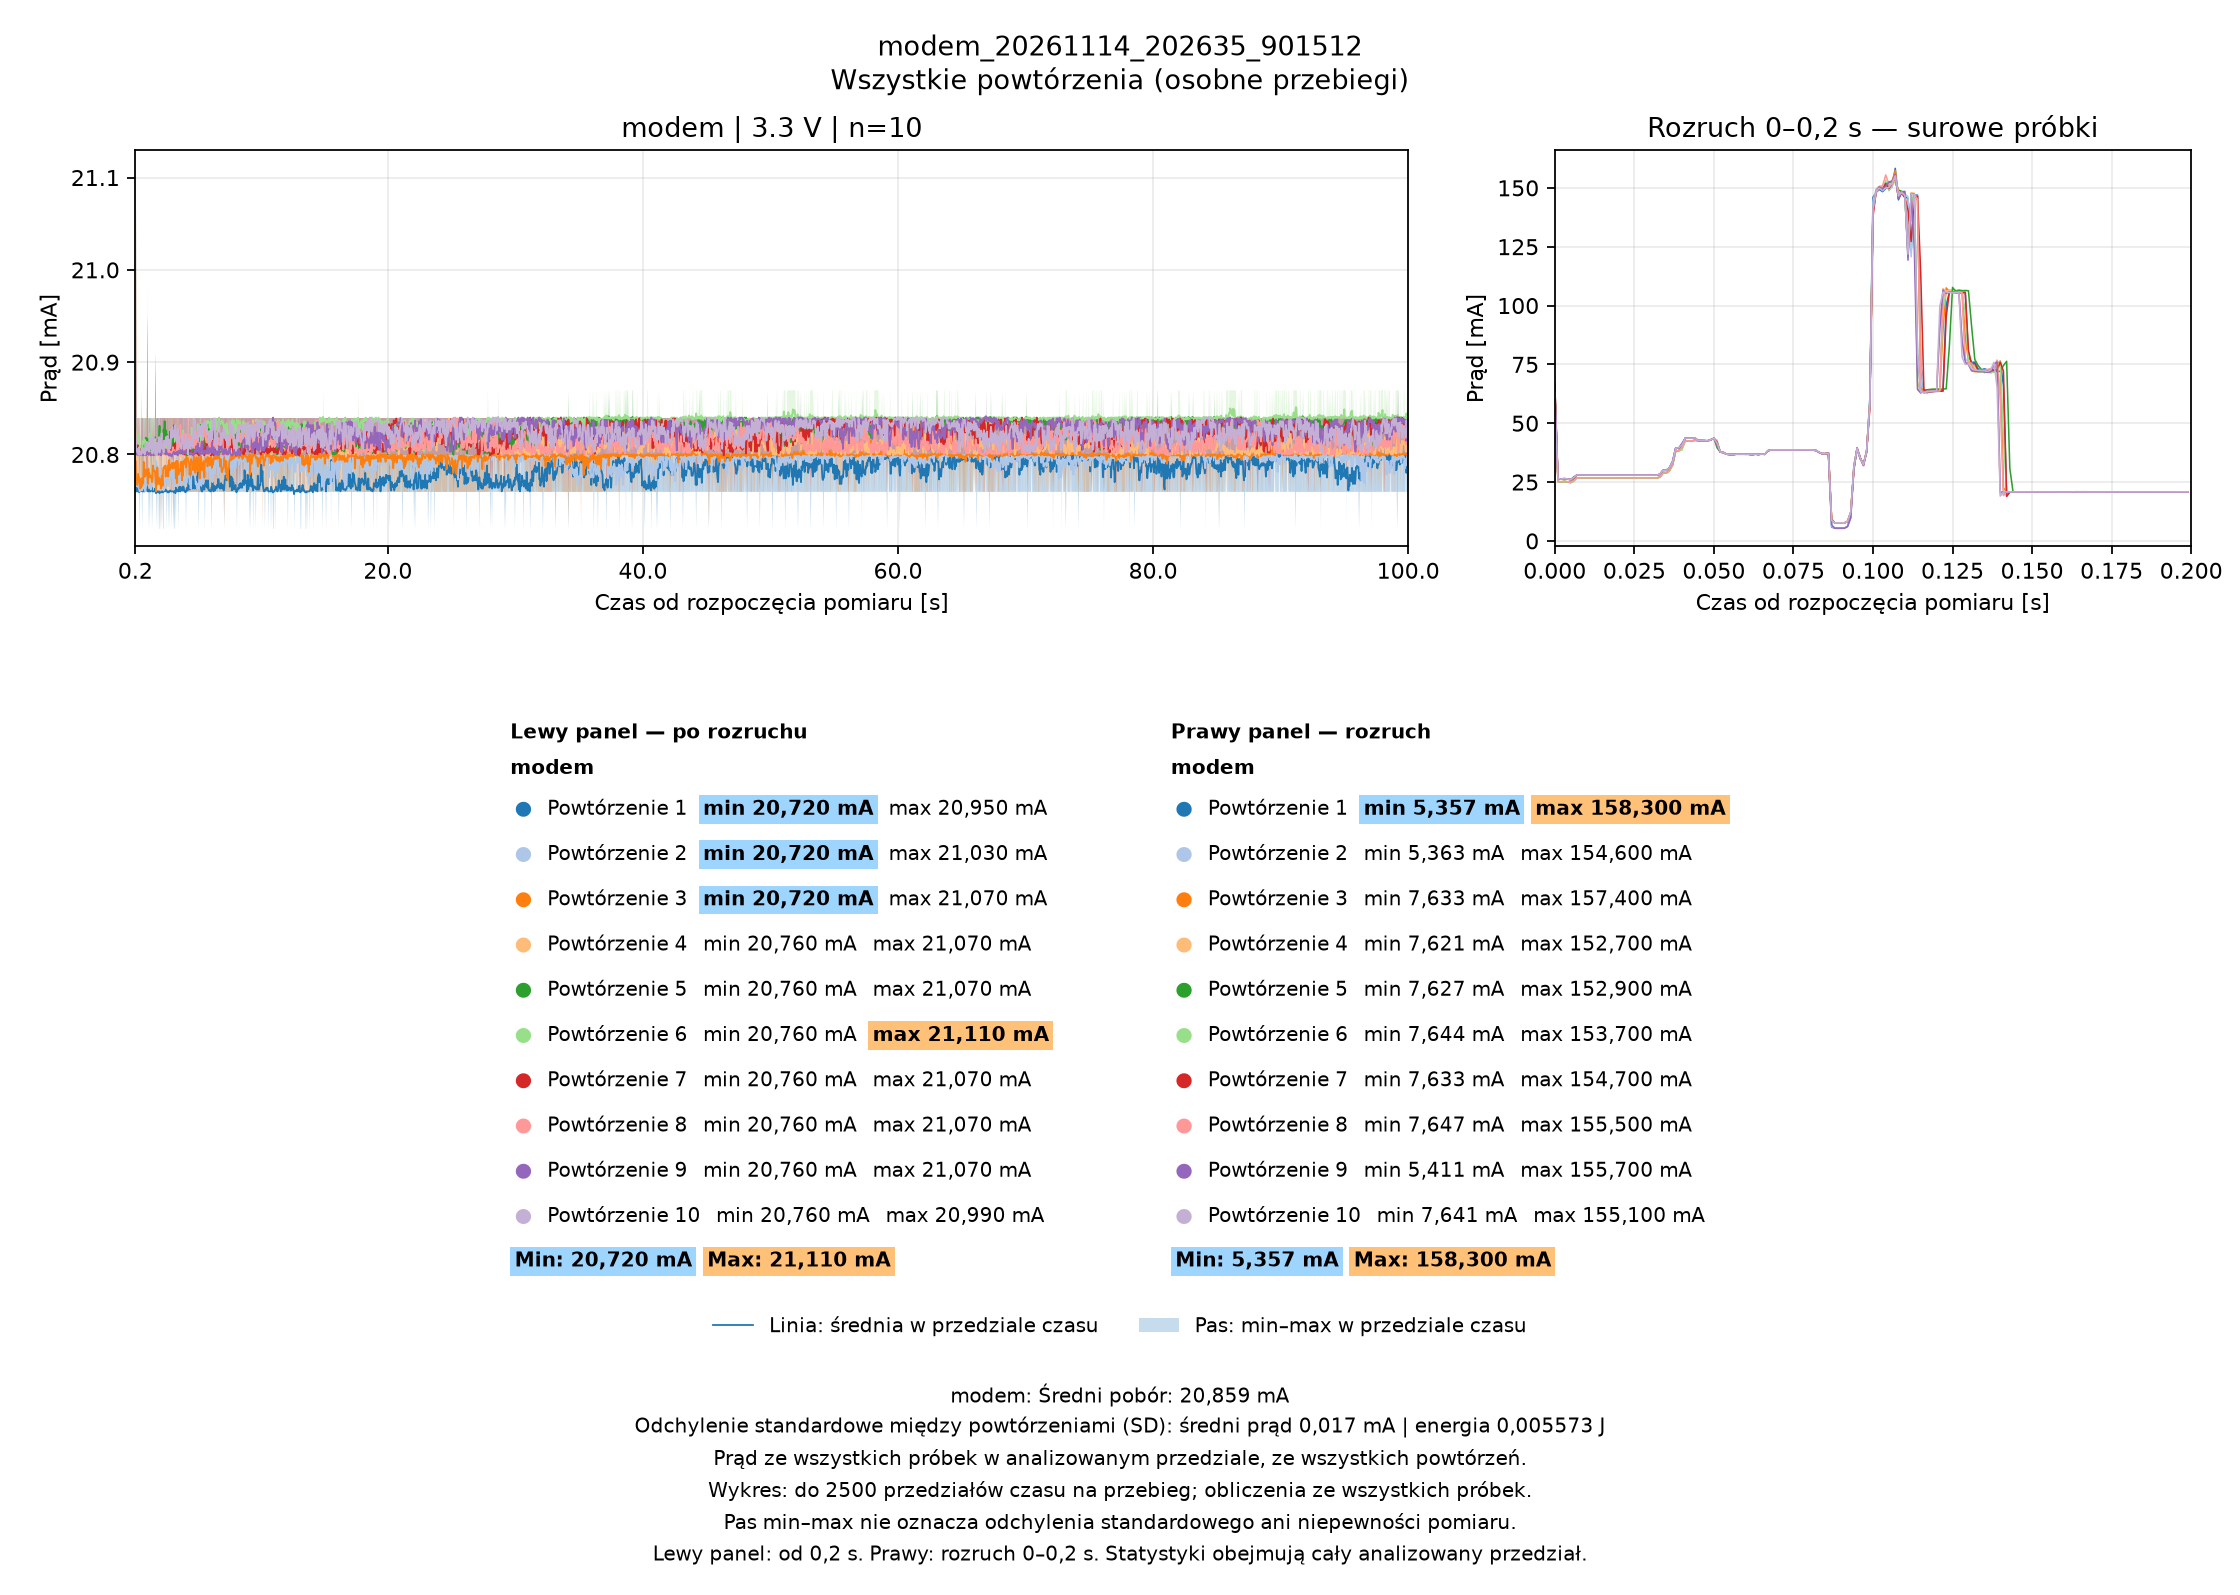 modem_20261114_202635_901512
Wszystkie powtórzenia (osobne przebiegi)
modem | 3.3 V | n=10
21.1
21.0
20.9
20.8
Prąd [mA]
0.2 20.0 40.0 60.0 80.0 100.0
Czas od rozpoczęcia pomiaru [s]
Rozruch 0–0,2 s — surowe próbki
150
125
100
75
50
25
0
Prąd [mA]
0.000 0.025 0.050 0.075 0.100 0.125 0.150 0.175 0.200
Czas od rozpoczęcia pomiaru [s]
Lewy panel — po rozruchu
modem
Powtórzenie 1 min 20,720 mA max 20,950 mA
Powtórzenie 2 min 20,720 mA max 21,030 mA
Powtórzenie 3 min 20,720 mA max 21,070 mA
Powtórzenie 4 min 20,760 mA max 21,070 mA
Powtórzenie 5 min 20,760 mA max 21,070 mA
Powtórzenie 6 min 20,760 mA max 21,110 mA
Powtórzenie 7 min 20,760 mA max 21,070 mA
Powtórzenie 8 min 20,760 mA max 21,070 mA
Powtórzenie 9 min 20,760 mA max 21,070 mA
Powtórzenie 10 min 20,760 mA max 20,990 mA
Min: 20,720 mA Max: 21,110 mA
Prawy panel — rozruch
modem
Powtórzenie 1 min 5,357 mA max 158,300 mA
Powtórzenie 2 min 5,363 mA max 154,600 mA
Powtórzenie 3 min 7,633 mA max 157,400 mA
Powtórzenie 4 min 7,621 mA max 152,700 mA
Powtórzenie 5 min 7,627 mA max 152,900 mA
Powtórzenie 6 min 7,644 mA max 153,700 mA
Powtórzenie 7 min 7,633 mA max 154,700 mA
Powtórzenie 8 min 7,647 mA max 155,500 mA
Powtórzenie 9 min 5,411 mA max 155,700 mA
Powtórzenie 10 min 7,641 mA max 155,100 mA
Min: 5,357 mA Max: 158,300 mA
Linia: średnia w przedziale czasu
Pas: min–max w przedziale czasu
modem: Średni pobór: 20,859 mA
Odchylenie standardowe między powtórzeniami (SD): średni prąd 0,017 mA | energia 0,005573 J
Prąd ze wszystkich próbek w analizowanym przedziale, ze wszystkich powtórzeń.
Wykres: do 2500 przedziałów czasu na przebieg; obliczenia ze wszystkich próbek.
Pas min–max nie oznacza odchylenia standardowego ani niepewności pomiaru.
Lewy panel: od 0,2 s. Prawy: rozruch 0–0,2 s. Statystyki obejmują cały analizowany przedział.